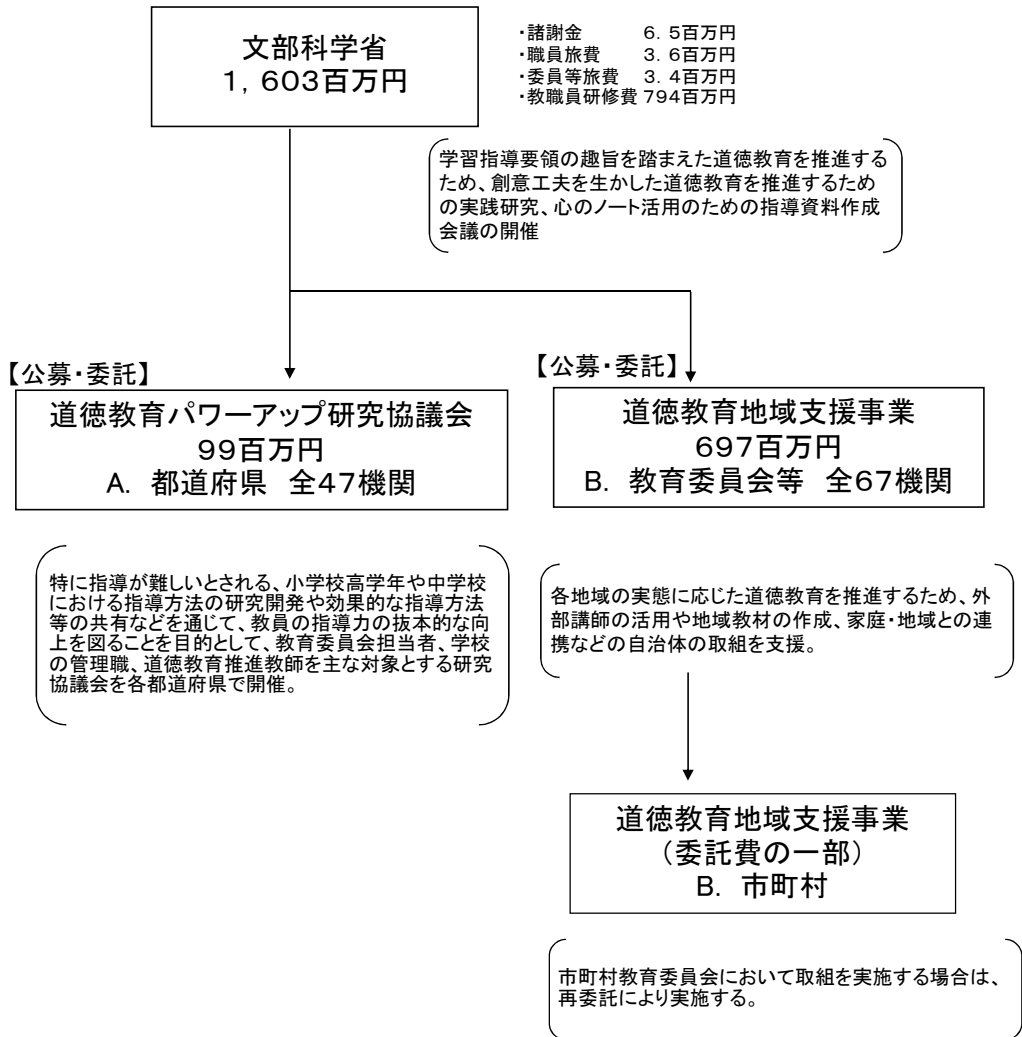 文部科学省
１，６０３百万円
・諸謝金　　　６．５百万円
・職員旅費　　３．６百万円
・委員等旅費　３．４百万円
・教職員研修費 ７９４百万円
学習指導要領の趣旨を踏まえた道徳教育を推進する
ため、創意工夫を生かした道徳教育を推進するため
の実践研究、心のノート活用のための指導資料作成
会議の開催
【公募・委託】
道徳教育パワーアップ研究協議会
９９百万円
A.　都道府県　全４７機関
【公募・委託】
道徳教育地域支援事業
６９７百万円
B.　教育委員会等　全６７機関
特に指導が難しいとされる、小学校高学年や中学校
における指導方法の研究開発や効果的な指導方法
等の共有などを通じて、教員の指導力の抜本的な向
上を図ることを目的として、教育委員会担当者、学校
の管理職、道徳教育推進教師を主な対象とする研究
協議会を各都道府県で開催。
各地域の実態に応じた道徳教育を推進するため、外
部講師の活用や地域教材の作成、家庭・地域との連
携などの自治体の取組を支援。
道徳教育地域支援事業
（委託費の一部）
B.　市町村
市町村教育委員会において取組を実施する場合は、
再委託により実施する。